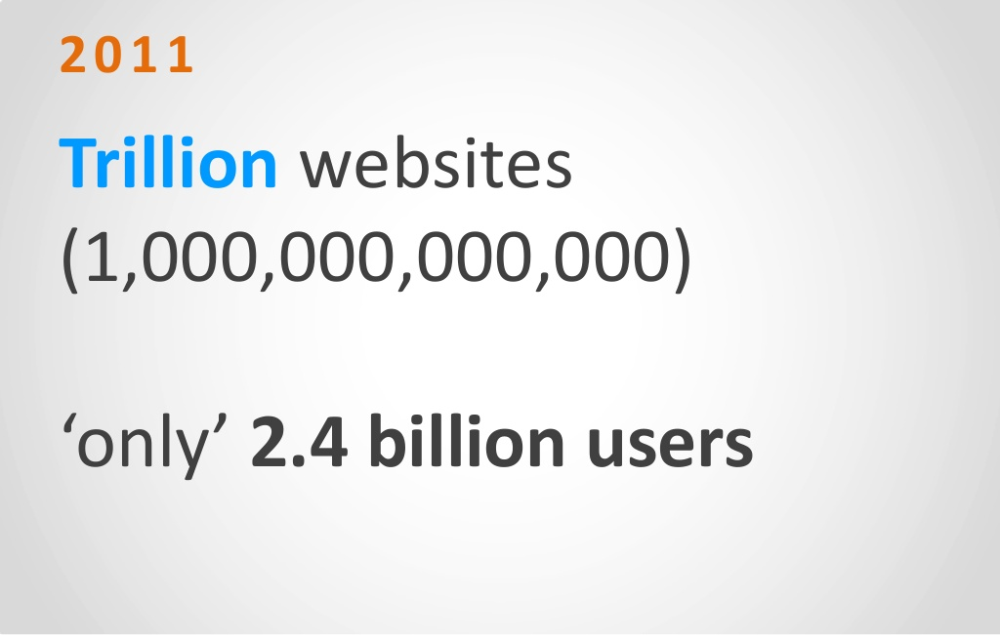 2011
Trillion websites
(1,000,000,000,000)
‘only’ 2.4 billion users